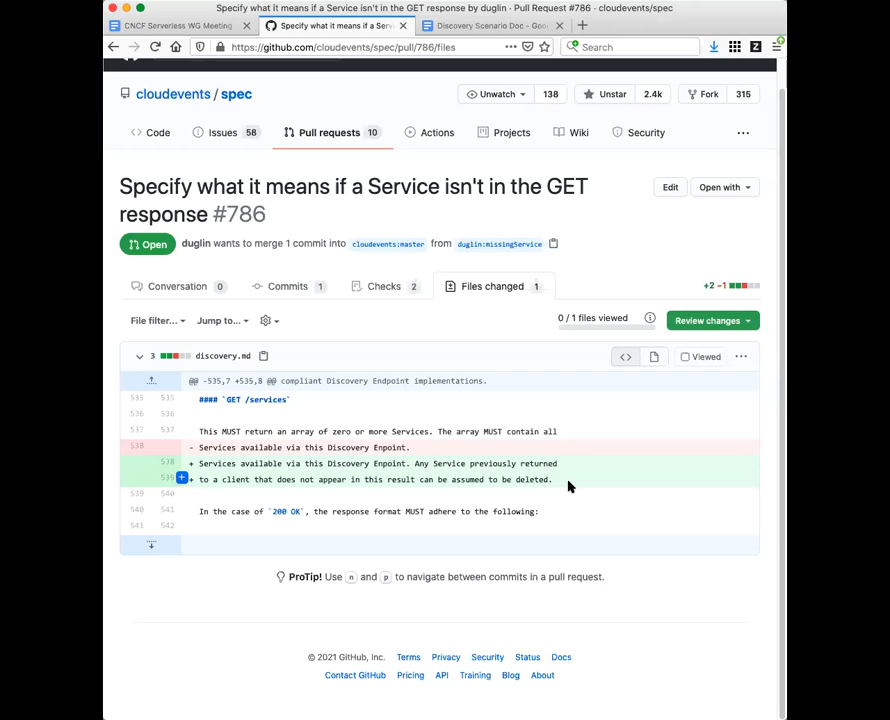 Specify what it means if a Service isn't in the GET response by duglin · Pull Request #786 · cloudevents/spec
CNCF Serverless WG Meeting
Specify what it means if a Serv
Discovery Scenario Doc - Goo
https://github.com/cloudevents/spec/pull/786/files
Search
cloudevents / spec
Unwatch 138
Unstar 2.4k
Fork 315
Code
Issues 58
Pull requests 10
Actions
Projects
Wiki
Security
Specify what it means if a Service isn't in the GET
response #786
Edit
Open with
Open
duglin wants to merge 1 commit into cloudevents:master from duglin:missingService
Conversation 0
Commits 1
Checks 2
Files changed 1
+2 −1
File filter...
Jump to...
0 / 1 files viewed
Review changes
3 discovery.md
Viewed
@@ -535,7 +535,8 @@ compliant Discovery Endpoint implementations.
535 535 #### `GET /services`
536 536
537 537 This MUST return an array of zero or more Services. The array MUST contain all
538 - Services available via this Discovery Enpoint.
538 + Services available via this Discovery Enpoint. Any Service previously returned
539 + to a client that does not appear in this result can be assumed to be deleted.
539 540
540 541 In the case of `200 OK`, the response format MUST adhere to the following:
541 542
ProTip! Use n and p to navigate between commits in a pull request.
© 2021 GitHub, Inc.
Terms
Privacy
Security
Status
Docs
Contact GitHub
Pricing
API
Training
Blog
About